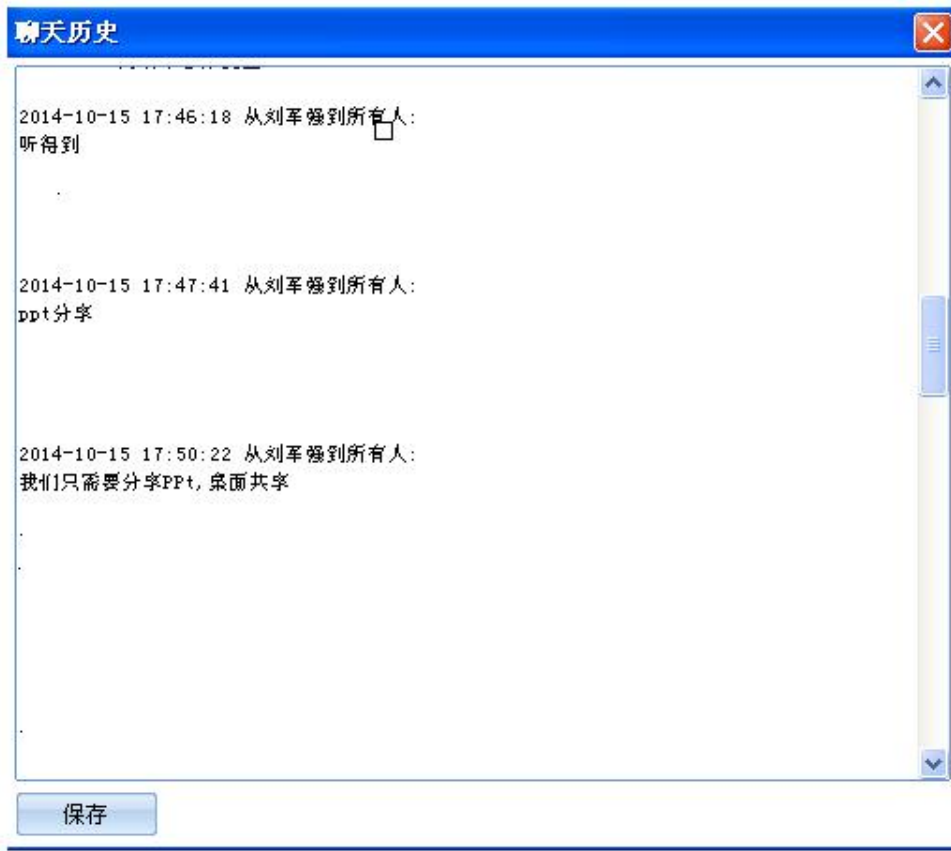 聊天历史
2014-10-15 17:46:18 从刘军强到所有人:
听得到
2014-10-15 17:47:41 从刘军强到所有人:
ppt分享
2014-10-15 17:50:22 从刘军强到所有人:
我们只需要分享PPt,桌面共享
保存